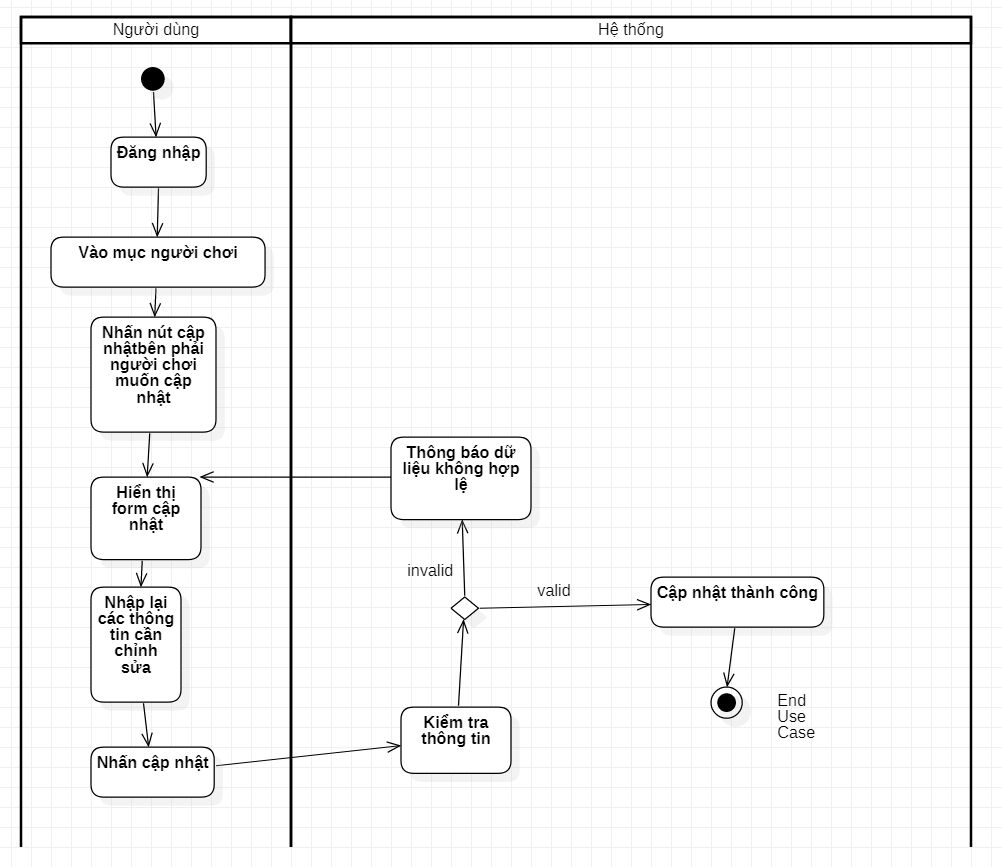 Người dùng
Hệ thống
Đăng nhập
Vào mục người chơi
Nhấn nút cập
nhậtbên phải
người chơi
muốn cập
nhật
Hiển thị
form cập
nhật
Nhập lại
các thông
tin cần
chỉnh
sửa
Nhấn cập nhật
Thông báo dữ
liệu không hợp
lệ
invalid
valid
Cập nhật thành công
Kiểm tra
thông tin
End
Use
Case